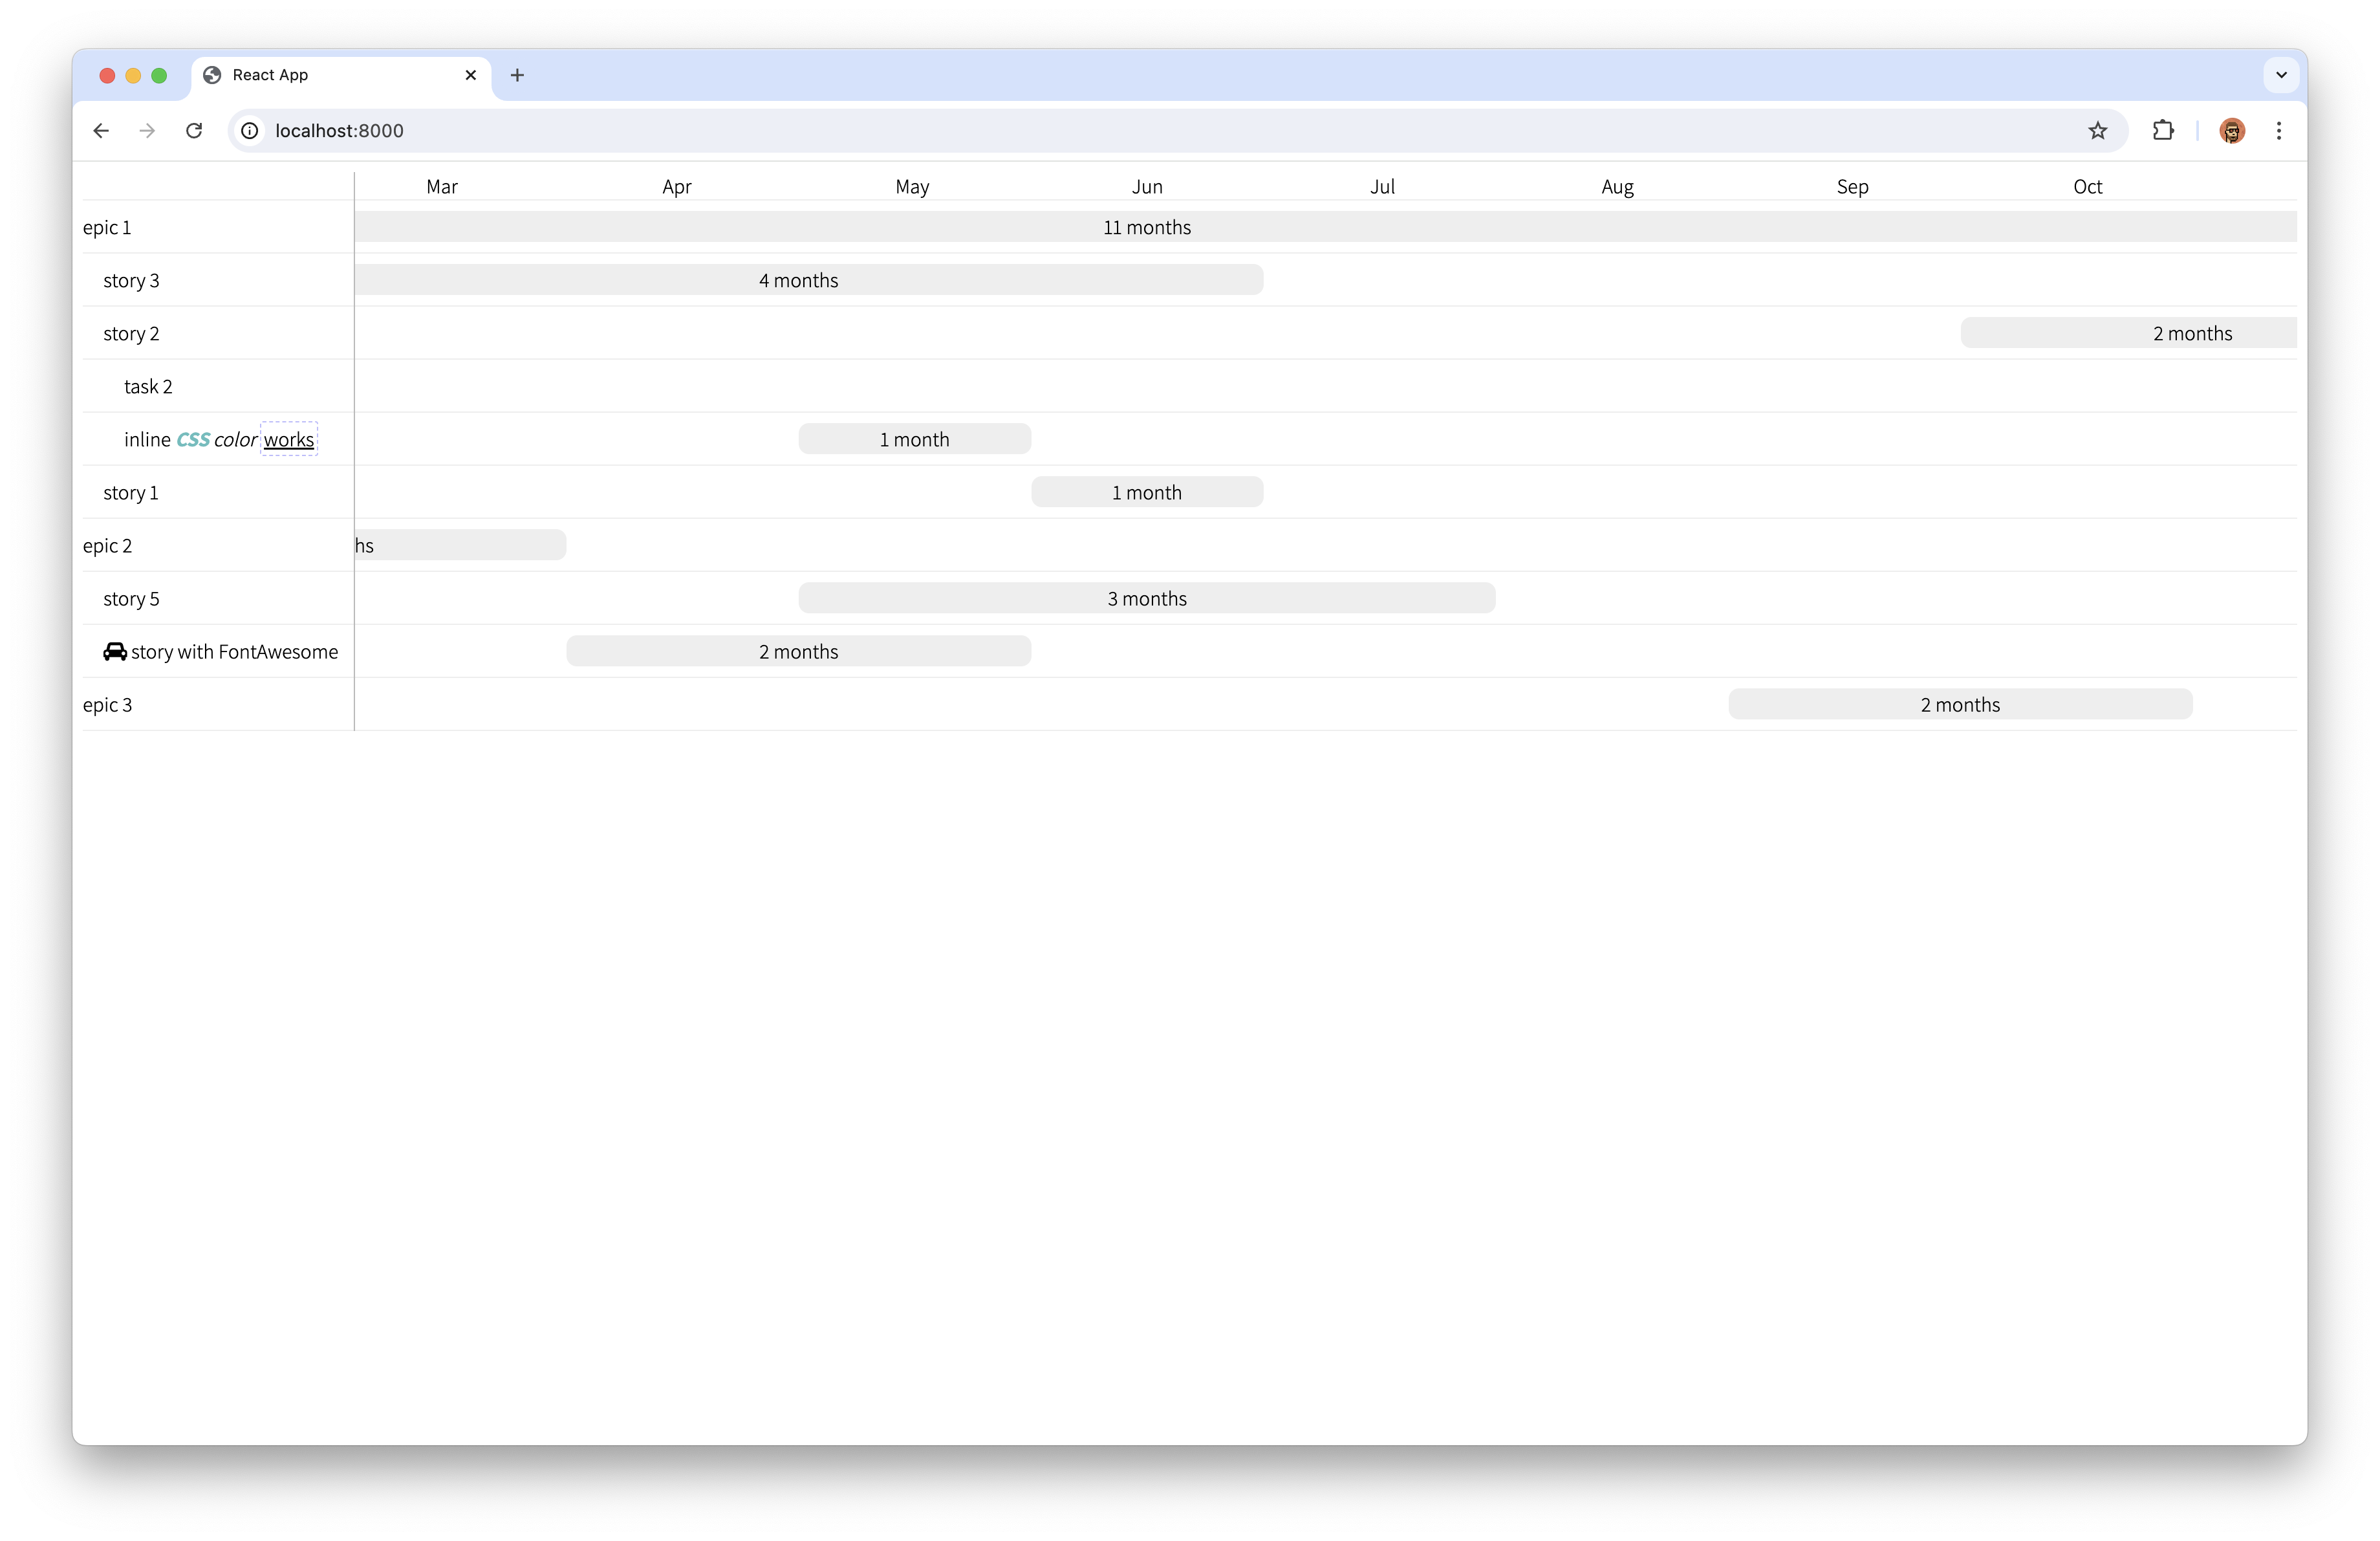 React App
localhost:8000
Mar Apr May Jun Jul Aug Sep Oct
epic 1 11 months
story 3 4 months
story 2 2 months
task 2
inline CSS color works 1 month
story 1 1 month
epic 2 hs
story 5 3 months
story with FontAwesome 2 months
epic 3 2 months